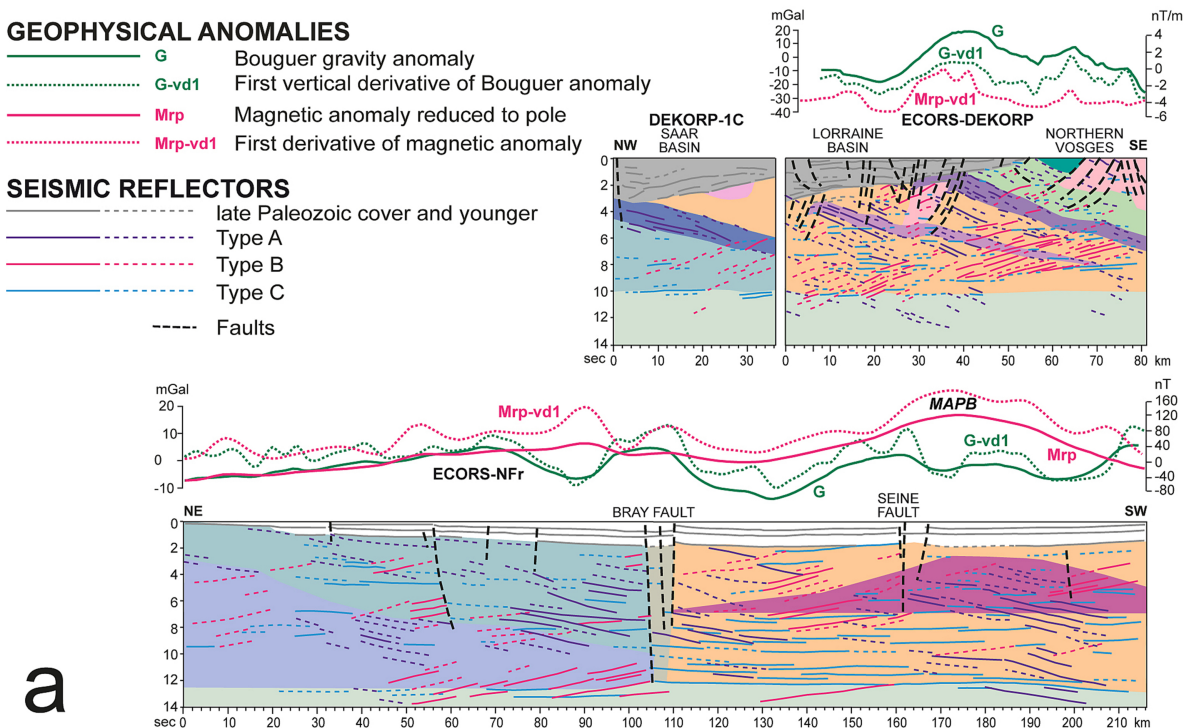 GEOPHYSICAL ANOMALIES
G Bouguer gravity anomaly
G-vd1 First vertical derivative of Bouguer anomaly
Mrp Magnetic anomaly reduced to pole
Mrp-vd1 First derivative of magnetic anomaly
SEISMIC REFLECTORS
late Paleozoic cover and younger
Type A
Type B
Type C
Faults
mGal nT/m
20
10
0
-10
-20
-30
-40
4
2
0
-2
-4
-6
G
G-vd1
Mrp-vd1
DEKORP-1C ECORS-DEKORP
NW SAAR
BASIN
LORRAINE
BASIN
NORTHERN
VOSGES
SE
0
2
4
6
8
10
12
14
sec 0 10 20 30 0 10 20 30 40 50 60 70 80 km
mGal nT
20
10
0
-10
160
120
80
40
0
-40
-80
Mrp-vd1
MAPB
G-vd1
Mrp
ECORS-NFr
G
NE BRAY FAULT SEINE
FAULT
SW
0
2
4
6
8
10
12
14
sec 0 10 20 30 40 50 60 70 80 90 100 110 120 130 140 150 160 170 180 190 200 210 km
a